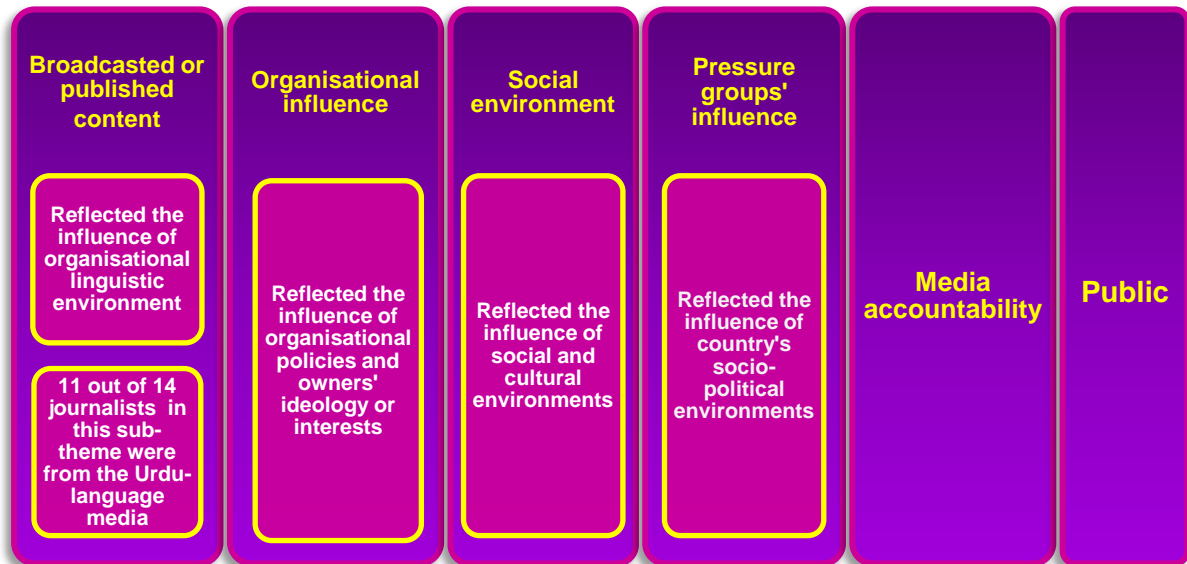 Broadcasted or
published
content
Reflected the
influence of
organisational
linguistic
environment
11 out of 14
journalists in
this sub-
theme were
from the Urdu-
language
media
Organisational
influence
Reflected the
influence of
organisational
policies and
owners'
ideology or
interests
Social
environment
Reflected the
influence of
social and
cultural
environments
Pressure
groups'
influence
Reflected the
influence of
country's
socio-
political
environments
Media
accountability
Public